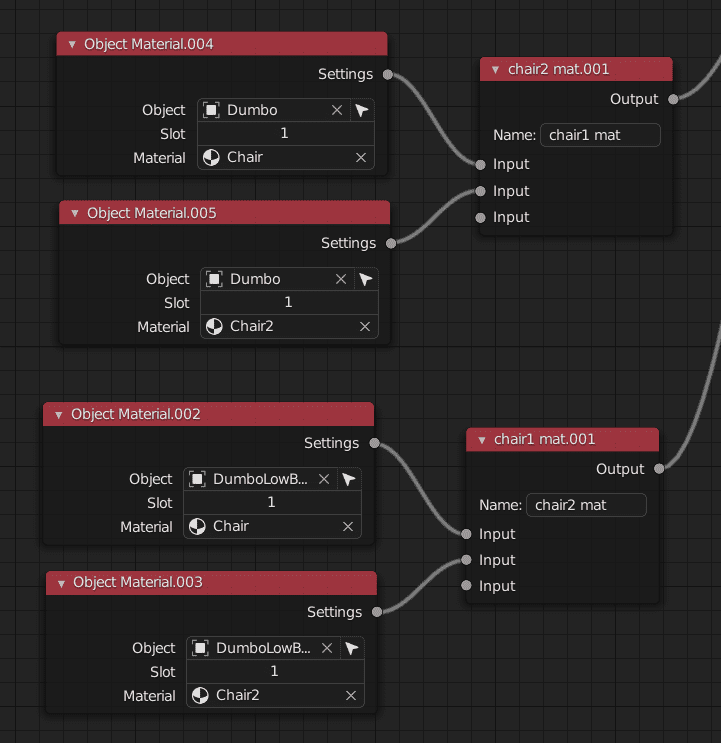 Object Material.004
Settings
Object Dumbo
Slot 1
Material Chair
Object Material.005
Settings
Object Dumbo
Slot 1
Material Chair2
chair2 mat.001
Output
Name: chair1 mat
Input
Input
Input
Object Material.002
Settings
Object DumboLowB...
Slot 1
Material Chair
Object Material.003
Settings
Object DumboLowB...
Slot 1
Material Chair2
chair1 mat.001
Output
Name: chair2 mat
Input
Input
Input